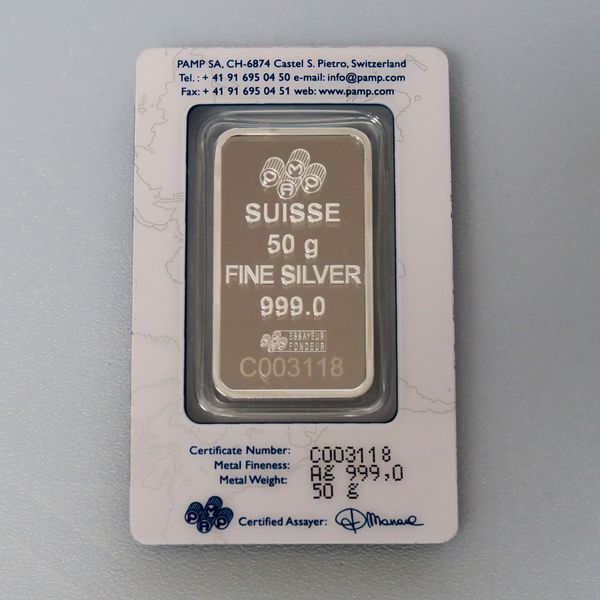 PAMP SA, CH-6874 Castel S. Pietro, Switzerland
Tel.: + 41 91 695 04 50 e-mail: info@pamp.com
Fax: + 41 91 695 04 51 web: www.pamp.com
PAMP
SUISSE
50 g
FINE SILVER
999.0
ESSAYEUR
FONDEUR
C003118
Certificate Number: C003118
Metal Fineness: Ag 999,0
Metal Weight: 50 g
PAMP
Certified Assayer: